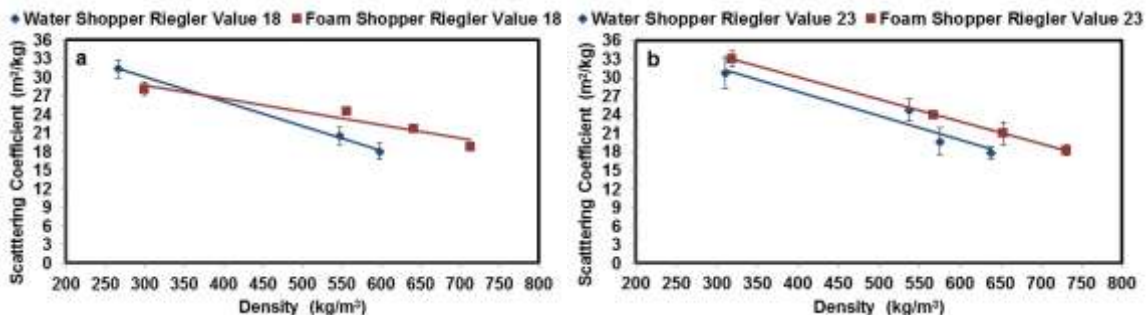 Water Shopper Riegler Value 18 Foam Shopper Riegler Value 18
36
33
30
27
24
21
18
15
12
9
6
3
0
a
Scatttering Coefficient (m²/kg)
200 250 300 350 400 450 500 550 600 650 700 750 800
Density (kg/m³)
Water Shopper Riegler Value 23 Foam Shopper Riegler Value 23
36
33
30
27
24
21
18
15
12
9
6
3
0
b
Scatttering Coefficient (m²/kg)
200 250 300 350 400 450 500 550 600 650 700 750 800
Density (kg/m³)